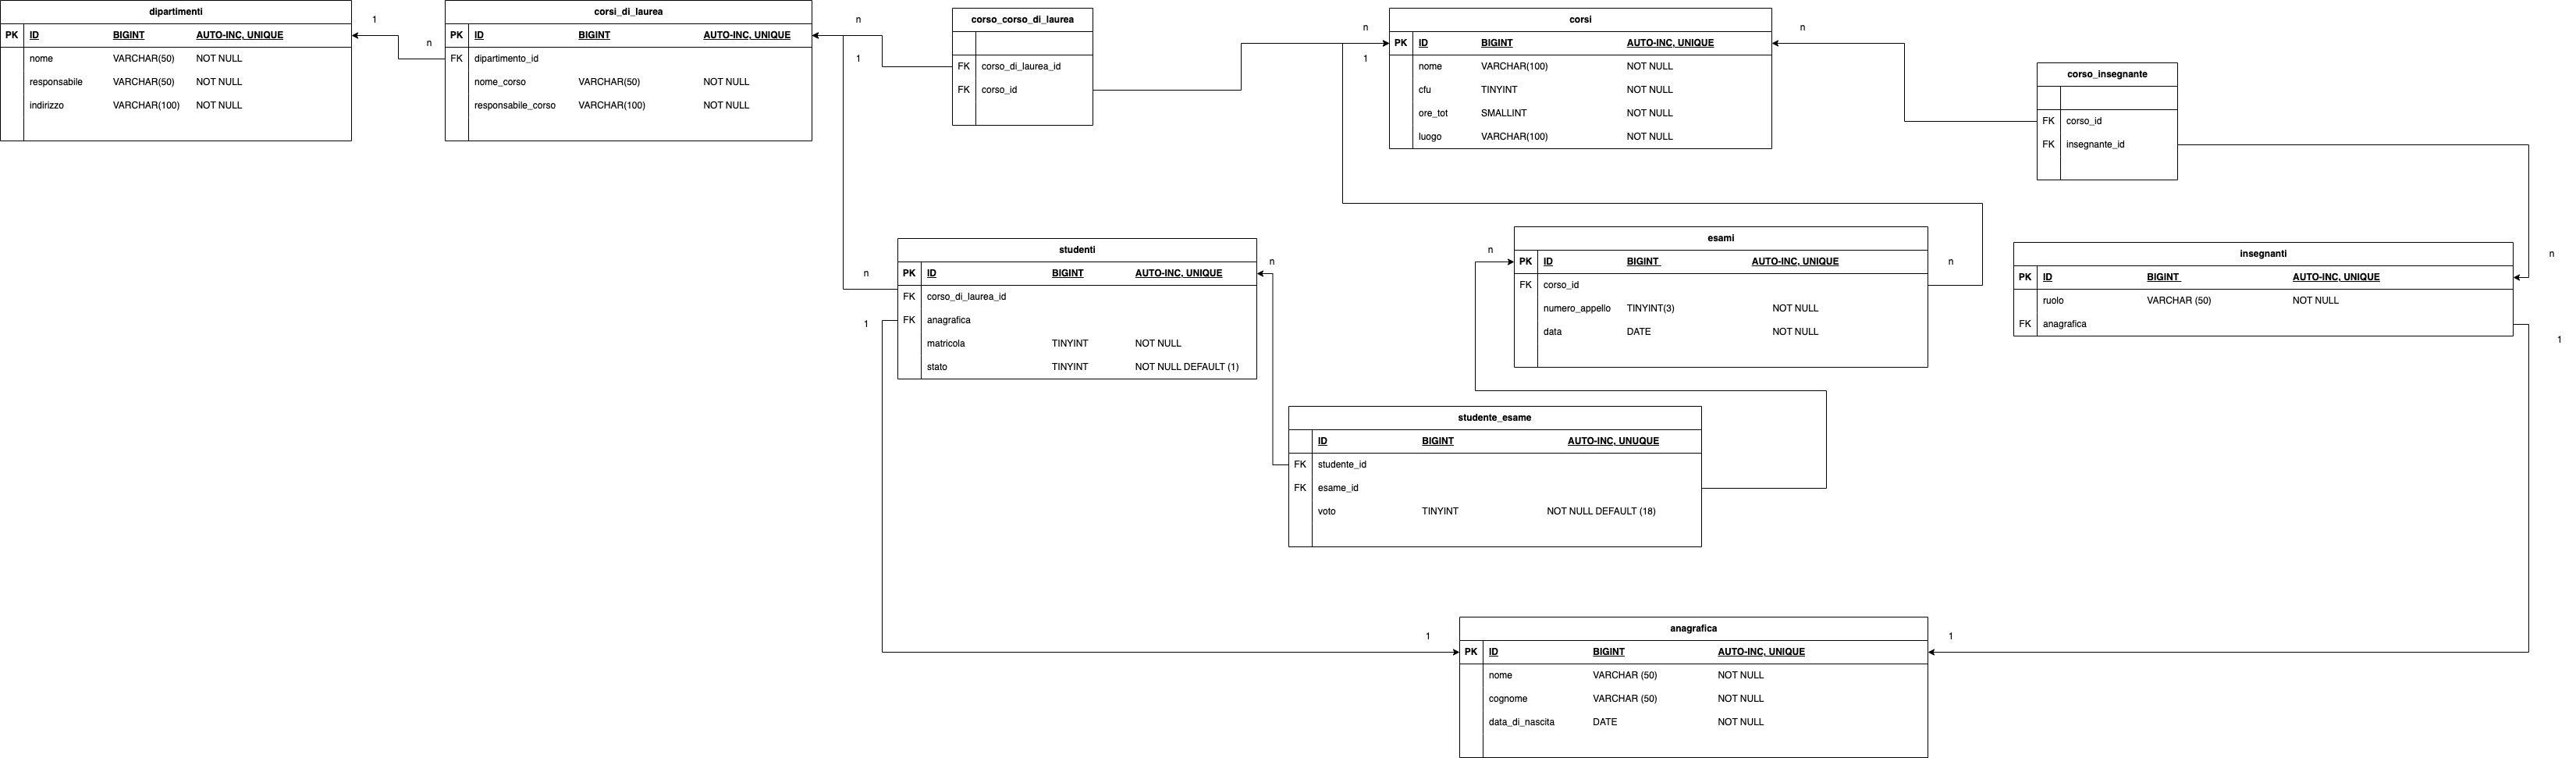 dipartimenti
PK ID BIGINT AUTO-INC, UNIQUE
nome VARCHAR(50) NOT NULL
responsabile VARCHAR(50) NOT NULL
indirizzo VARCHAR(100) NOT NULL
1
n
corsi_di_laurea
PK ID BIGINT AUTO-INC, UNIQUE
FK dipartimento_id
nome_corso VARCHAR(50) NOT NULL
responsabile_corso VARCHAR(100) NOT NULL
n
1
corso_corso_di_laurea
FK corso_di_laurea_id
FK corso_id
n
1
corsi
PK ID BIGINT AUTO-INC, UNIQUE
nome VARCHAR(100) NOT NULL
cfu TINYINT NOT NULL
ore_tot SMALLINT NOT NULL
luogo VARCHAR(100) NOT NULL
n
corso_insegnante
FK corso_id
FK insegnante_id
n
1
studenti
PK ID BIGINT AUTO-INC, UNIQUE
FK corso_di_laurea_id
FK anagrafica
matricola TINYINT NOT NULL
stato TINYINT NOT NULL DEFAULT (1)
n
n
esami
PK ID BIGINT AUTO-INC, UNIQUE
FK corso_id
numero_appello TINYINT(3) NOT NULL
data DATE NOT NULL
n
insegnanti
PK ID BIGINT AUTO-INC, UNIQUE
ruolo VARCHAR (50) NOT NULL
FK anagrafica
n
1
studente_esame
ID BIGINT AUTO-INC, UNUQUE
FK studente_id
FK esame_id
voto TINYINT NOT NULL DEFAULT (18)
1
anagrafica
PK ID BIGINT AUTO-INC, UNIQUE
nome VARCHAR (50) NOT NULL
cognome VARCHAR (50) NOT NULL
data_di_nascita DATE NOT NULL
1